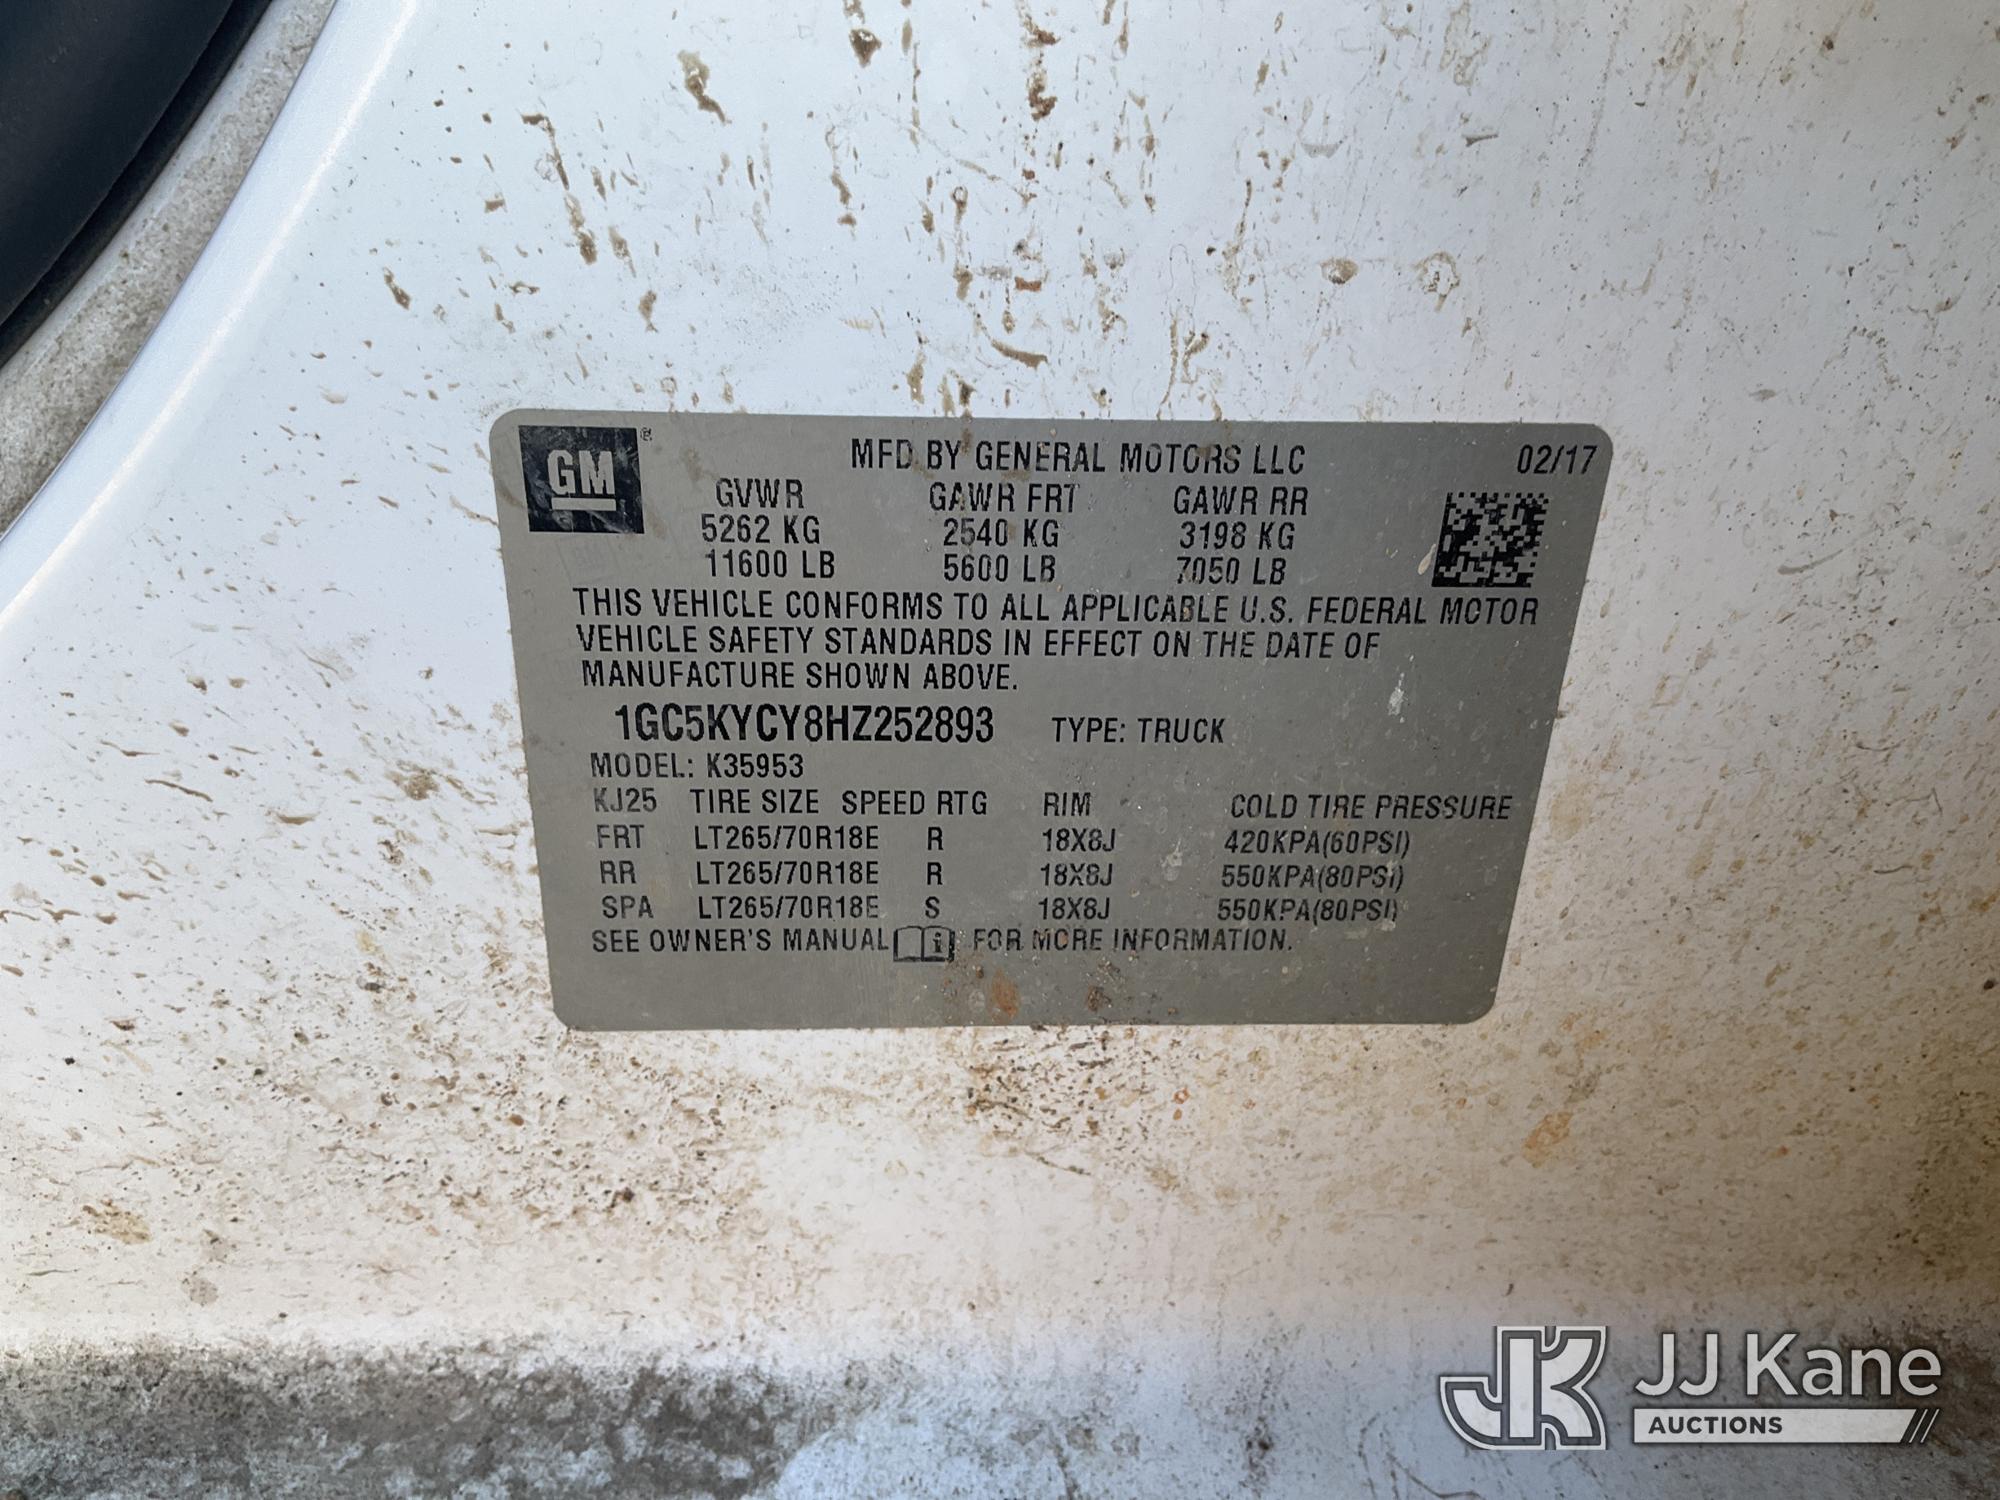 GM ®
MFD BY GENERAL MOTORS LLC 02/17
GVWR GAWR FRT GAWR RR
5262 KG 2540 KG 3198 KG
11600 LB 5600 LB 7050 LB
THIS VEHICLE CONFORMS TO ALL APPLICABLE U.S. FEDERAL MOTOR
VEHICLE SAFETY STANDARDS IN EFFECT ON THE DATE OF
MANUFACTURE SHOWN ABOVE.
1GC5KYCY8HZ252893 TYPE: TRUCK
MODEL: K35953
KJ25 TIRE SIZE SPEED RTG RIM COLD TIRE PRESSURE
FRT LT265/70R18E R 18X8J 420KPA(60PSI)
RR LT265/70R18E R 18X8J 550KPA(80PSI)
SPA LT265/70R18E S 18X8J 550KPA(80PSI)
SEE OWNER'S MANUAL i FOR MORE INFORMATION.
JK JJ Kane
AUCTIONS